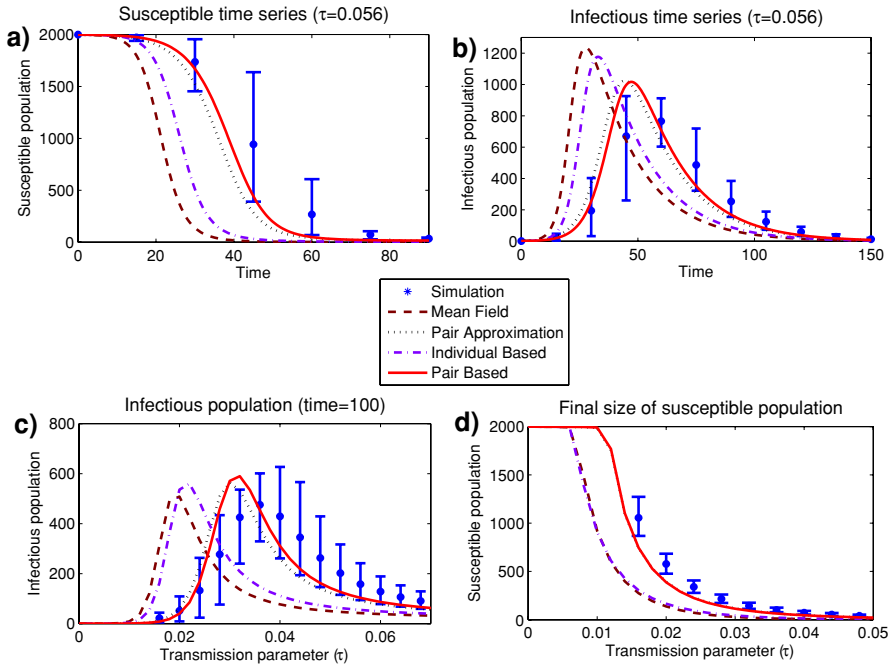 Susceptible time series (τ=0.056)
a)
2000
1500
1000
500
0
Susceptible population
0 20 40 60 80
Time
Infectious time series (τ=0.056)
b)
1200
1000
800
600
400
200
0
Infectious population
0 50 100 150
Time
Simulation
Mean Field
Pair Approximation
Individual Based
Pair Based
Infectious population (time=100)
c)
800
600
400
200
0
Infectious population
0 0.02 0.04 0.06
Transmission parameter (τ)
Final size of susceptible population
d)
2000
1500
1000
500
0
Susceptible population
0 0.01 0.02 0.03 0.04 0.05
Transmission parameter (τ)